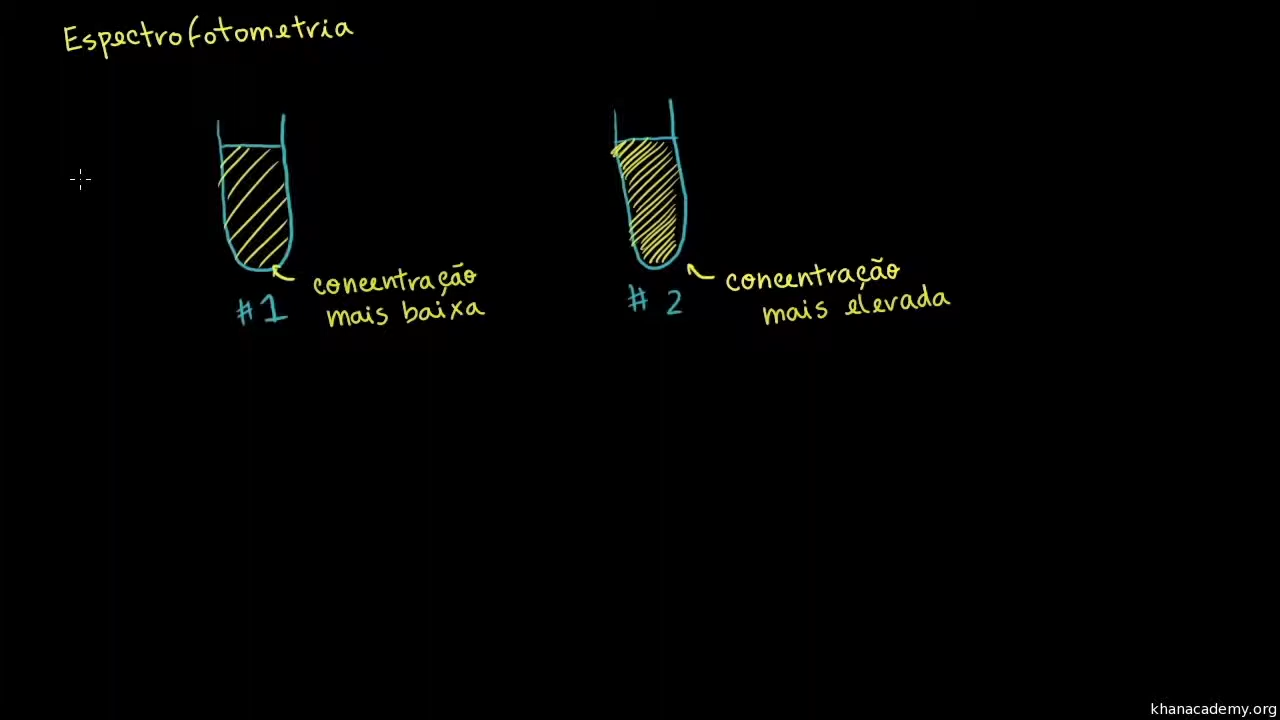 Espectrofotometria
concentração
mais baixa
#1
concentração
mais elevada
# 2
khanacademy.org